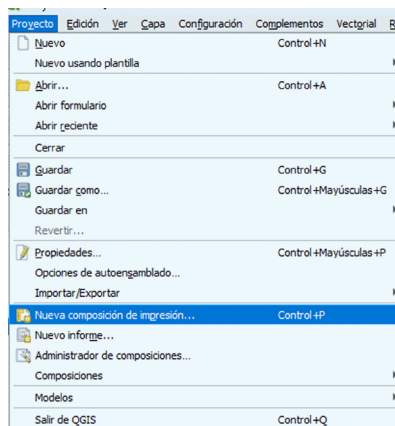 Proyecto Edición Ver Capa Configuración Complementos Vectorial
Nuevo Control+N
Nuevo usando plantilla
Abrir... Control+A
Abrir formulario
Abrir reciente
Cerrar
Guardar Control+G
Guardar como... Control+Mayúsculas+G
Guardar en
Revertir...
Propiedades... Control+Mayúsculas+P
Opciones de autoensamblado...
Importar/Exportar
Nueva composición de impresión... Control+P
Nuevo informe...
Administrador de composiciones...
Composiciones
Modelos
Salir de QGIS Control+Q